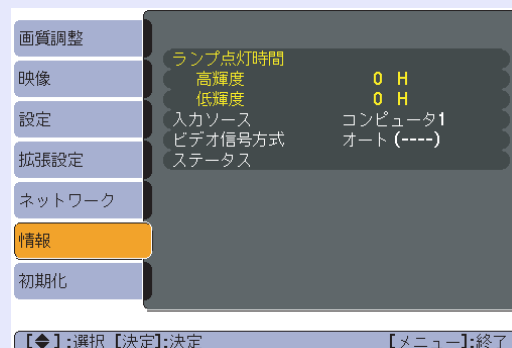 画質調整
映像
設定
拡張設定
ネットワーク
情報
初期化
ランプ点灯時間
高輝度 0 H
低輝度 0 H
入力ソース コンピュータ1
ビデオ信号方式 オート (----)
ステータス
[◆]:選択 [決定]:決定 [メニュー]:終了